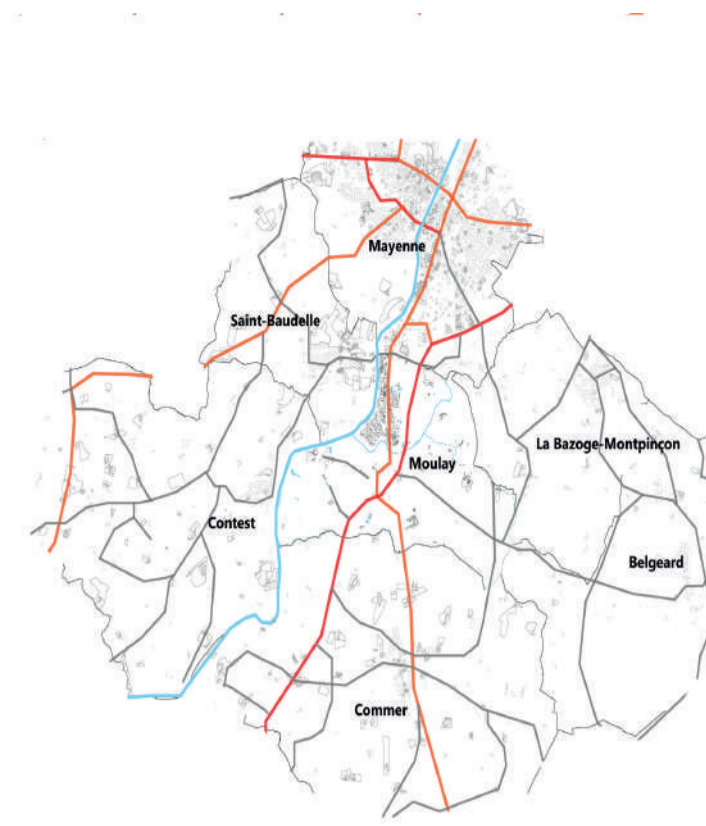 Mayenne
Saint-Baudelle
La Bazoge-Montpinçon
Moulay
Contest
Belgeard
Commer